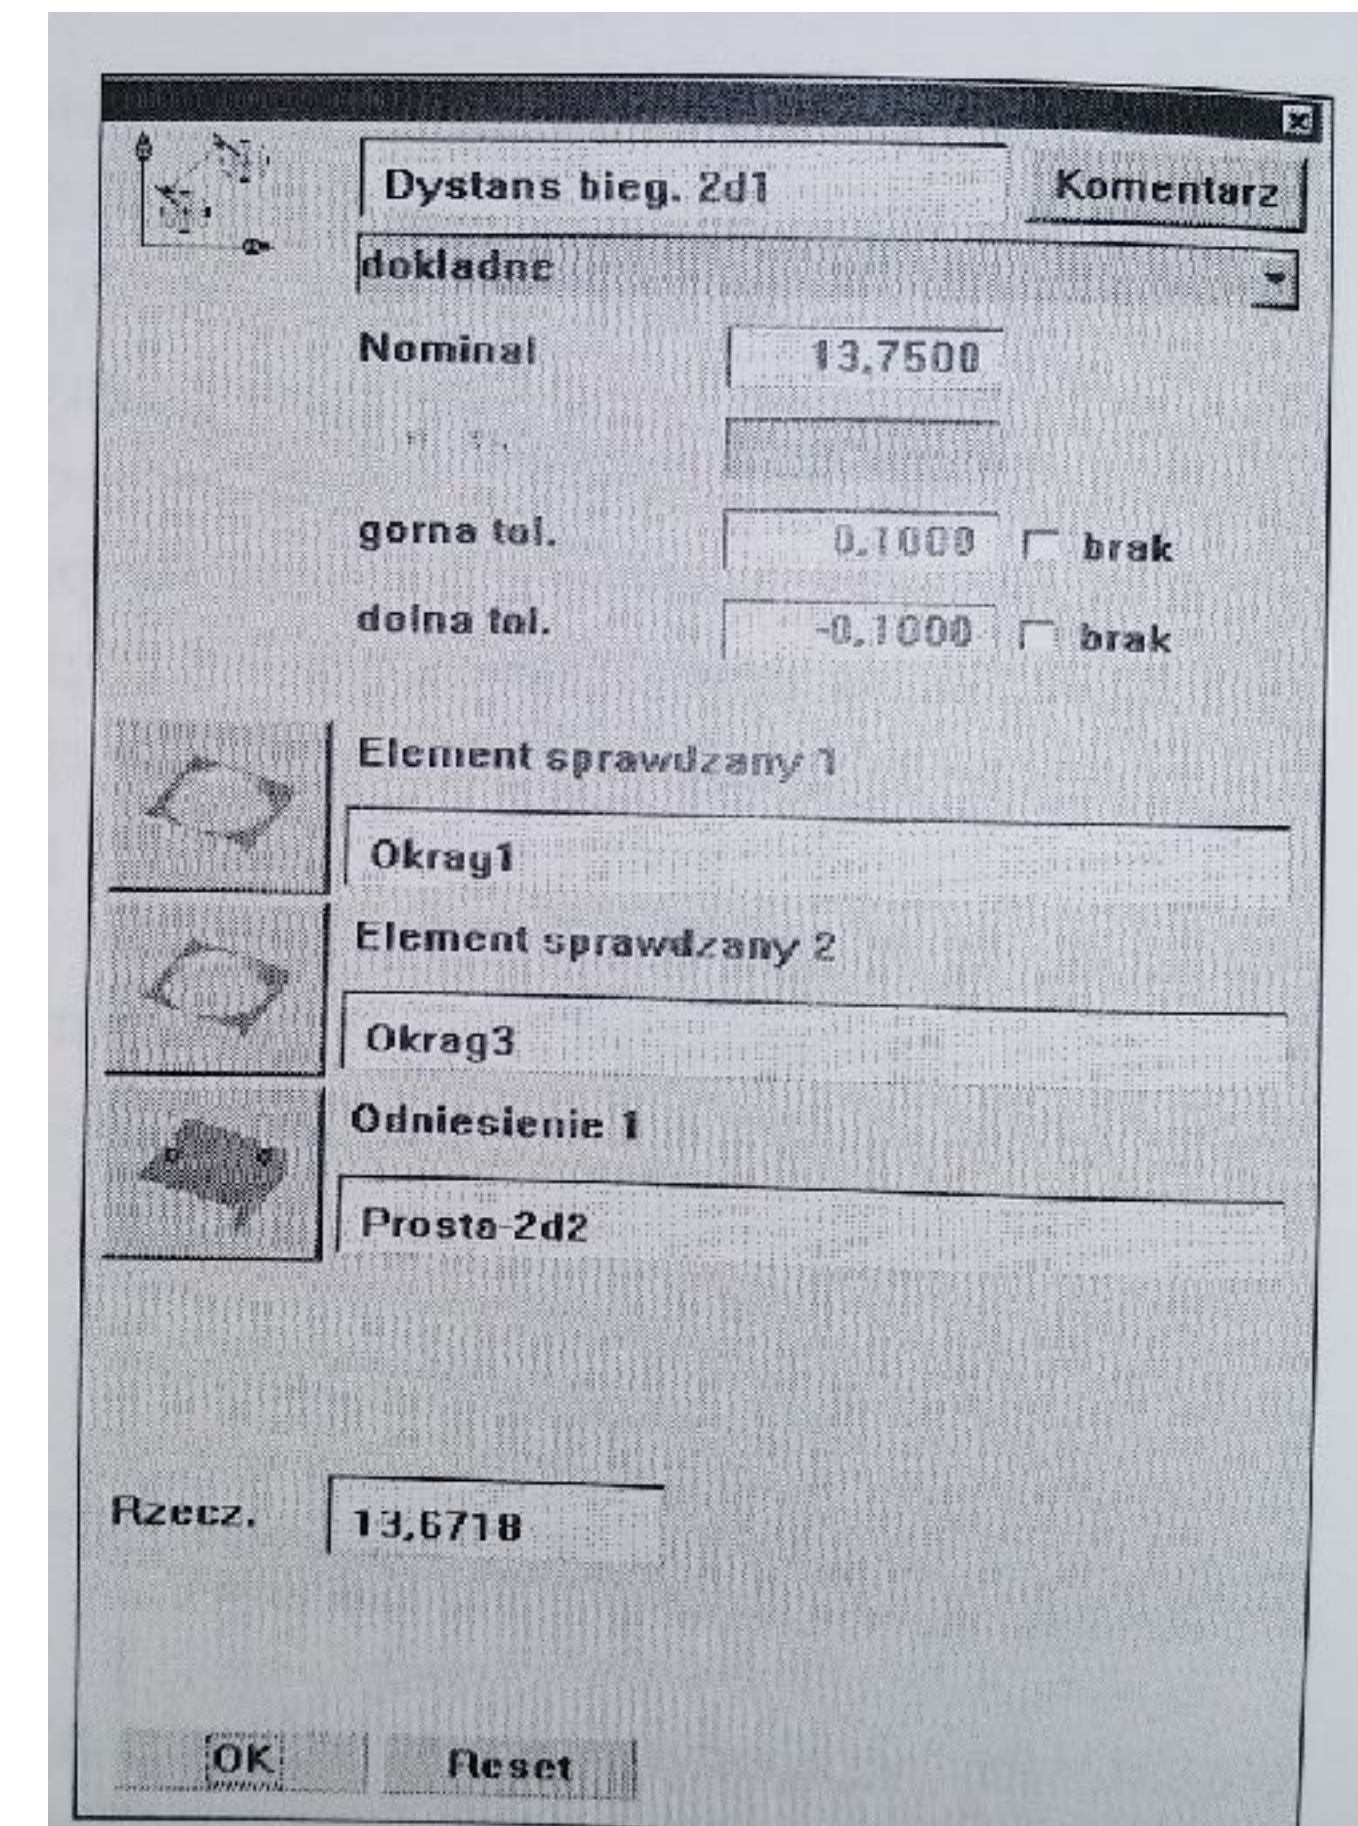 Dystans bieg. 2d1
Komentarz
dokladne
Nominal 13,7500
gorna tol. 0,1000 brak
dolna tol. -0,1000 brak
Element sprawdzany 1
Okrag1
Element sprawdzany 2
Okrag3
Odniesienie 1
Prosta-2d2
Rzecz. 13,6718
OK Reset